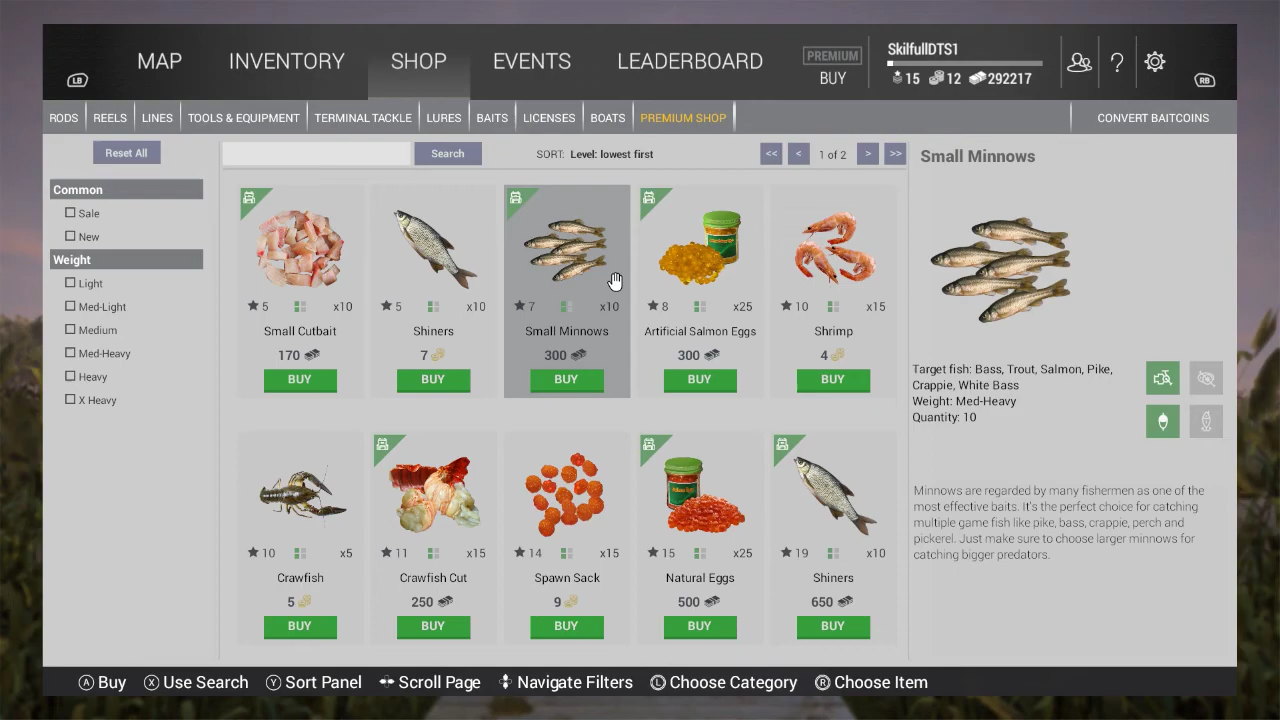 LB
MAP
INVENTORY
SHOP
EVENTS
LEADERBOARD
PREMIUM
BUY
SkilfullDTS1
15 12 292217
?
RB
RODS
REELS
LINES
TOOLS & EQUIPMENT
TERMINAL TACKLE
LURES
BAITS
LICENSES
BOATS
PREMIUM SHOP
CONVERT BAITCOINS
Reset All
Search
SORT: Level: lowest first
<<
<
1 of 2
>
>>
Common
Sale
New
Weight
Light
Med-Light
Medium
Med-Heavy
Heavy
X Heavy
5 x10
Small Cutbait
170
BUY
5 x10
Shiners
7
BUY
7 x10
Small Minnows
300
BUY
8 x25
Artificial Salmon Eggs
300
BUY
10 x15
Shrimp
4
BUY
10 x5
Crawfish
5
BUY
11 x15
Crawfish Cut
250
BUY
14 x15
Spawn Sack
9
BUY
15 x25
Natural Eggs
500
BUY
19 x10
Shiners
650
BUY
Small Minnows
Target fish: Bass, Trout, Salmon, Pike,
Crappie, White Bass
Weight: Med-Heavy
Quantity: 10
Minnows are regarded by many fishermen as one of the
most effective baits. It's the perfect choice for catching
multiple game fish like pike, bass, crappie, perch and
pickerel. Just make sure to choose larger minnows for
catching bigger predators.
A Buy
X Use Search
Y Sort Panel
Scroll Page
Navigate Filters
L Choose Category
R Choose Item